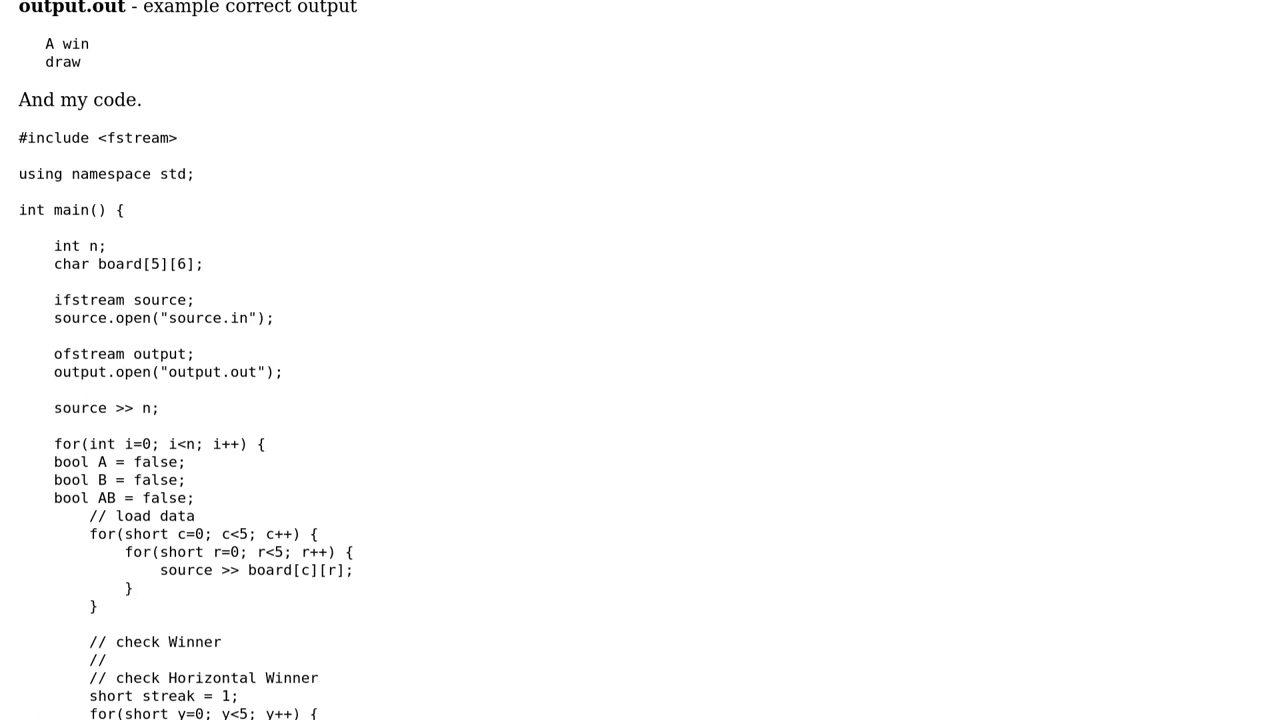 output.out - example correct output
A win
draw
And my code.
#include <fstream>
using namespace std;
int main() {
int n;
char board[5][6];
ifstream source;
source.open("source.in");
ofstream output;
output.open("output.out");
source >> n;
for(int i=0; i<n; i++) {
bool A = false;
bool B = false;
bool AB = false;
// load data
for(short c=0; c<5; c++) {
for(short r=0; r<5; r++) {
source >> board[c][r];
}
}
// check Winner
//
// check Horizontal Winner
short streak = 1;
for(short y=0; y<5; y++) {